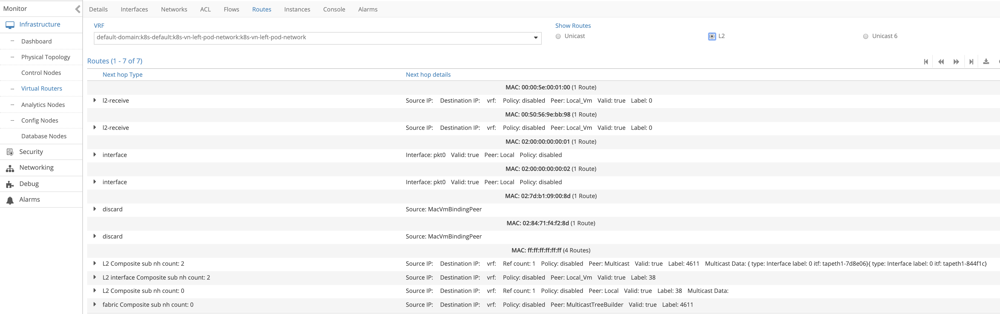 Monitor
Infrastructure
Dashboard
Physical Topology
Control Nodes
Virtual Routers
Analytics Nodes
Config Nodes
Database Nodes
Security
Networking
Debug
Alarms
Details Interfaces Networks ACL Flows Routes Instances Console Alarms
VRF
default-domain:k8s-default:k8s-vn-left-pod-network:k8s-vn-left-pod-network
Show Routes
Unicast L2 Unicast 6
Routes (1 - 7 of 7)
Next hop Type Next hop details
MAC: 00:00:5e:00:01:00 (1 Route)
l2-receive Source IP: Destination IP: vrf: Policy: disabled Peer: Local_Vm Valid: true Label: 0
MAC: 00:50:56:9e:bb:98 (1 Route)
l2-receive Source IP: Destination IP: vrf: Policy: disabled Peer: Local_Vm Valid: true Label: 0
MAC: 02:00:00:00:00:01 (1 Route)
interface Interface: pkt0 Valid: true Peer: Local Policy: disabled
MAC: 02:00:00:00:00:02 (1 Route)
interface Interface: pkt0 Valid: true Peer: Local Policy: disabled
MAC: 02:7d:b1:09:00:8d (1 Route)
discard Source: MacVmBindingPeer
MAC: 02:84:71:f4:f2:8d (1 Route)
discard Source: MacVmBindingPeer
MAC: ff:ff:ff:ff:ff:ff (4 Routes)
L2 Composite sub nh count: 2 Source IP: Destination IP: vrf: Ref count: 1 Policy: disabled Peer: Multicast Valid: true Label: 4611 Multicast Data: { type: Interface label: 0 itf: tapeth1-7d8e06}{ type: Interface label: 0 itf: tapeth1-844f1c}
L2 interface Composite sub nh count: 2 Source IP: Destination IP: vrf: Policy: disabled Peer: Local_Vm Valid: true Label: 38
L2 Composite sub nh count: 0 Source IP: Destination IP: vrf: Ref count: 1 Policy: disabled Peer: Local Valid: true Label: 38 Multicast Data:
fabric Composite sub nh count: 0 Source IP: Destination IP: vrf: Policy: disabled Peer: MulticastTreeBuilder Valid: true Label: 4611